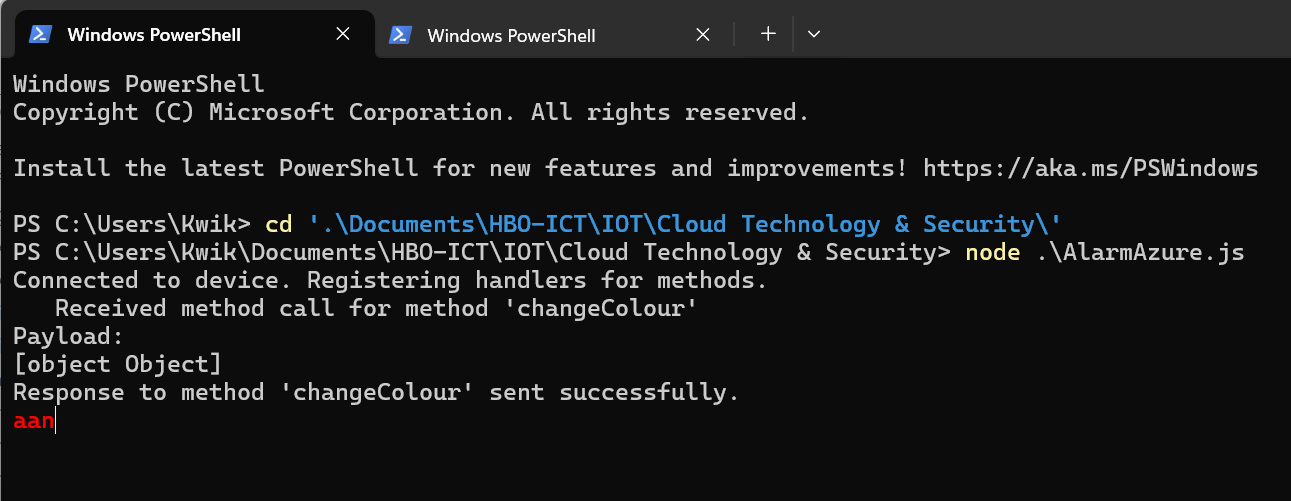 Windows PowerShell
Windows PowerShell
Windows PowerShell
Copyright (C) Microsoft Corporation. All rights reserved.
Install the latest PowerShell for new features and improvements! https://aka.ms/PSWindows
PS C:\Users\Kwik> cd '.\Documents\HBO-ICT\IOT\Cloud Technology & Security\'
PS C:\Users\Kwik\Documents\HBO-ICT\IOT\Cloud Technology & Security> node .\AlarmAzure.js
Connected to device. Registering handlers for methods.
Received method call for method 'changeColour'
Payload:
[object Object]
Response to method 'changeColour' sent successfully.
aan